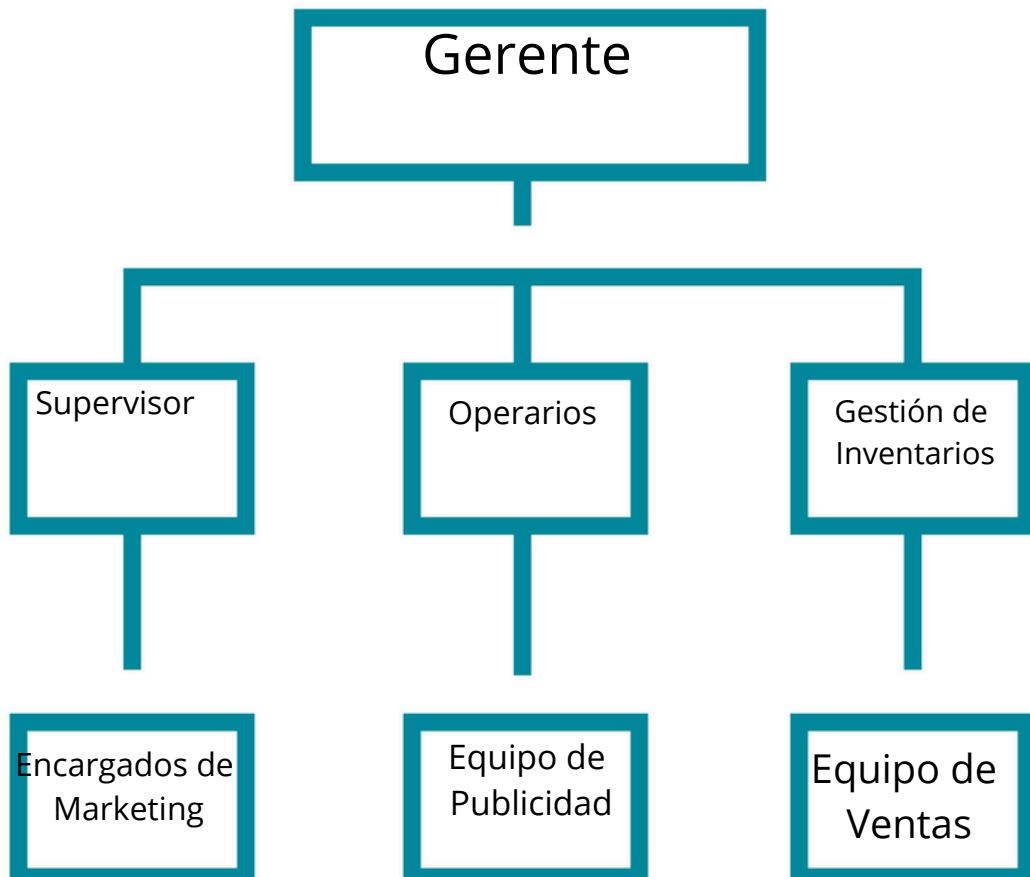 Gerente
Supervisor
Operarios
Gestión de
Inventarios
Encargados de
Marketing
Equipo de
Publicidad
Equipo de
Ventas